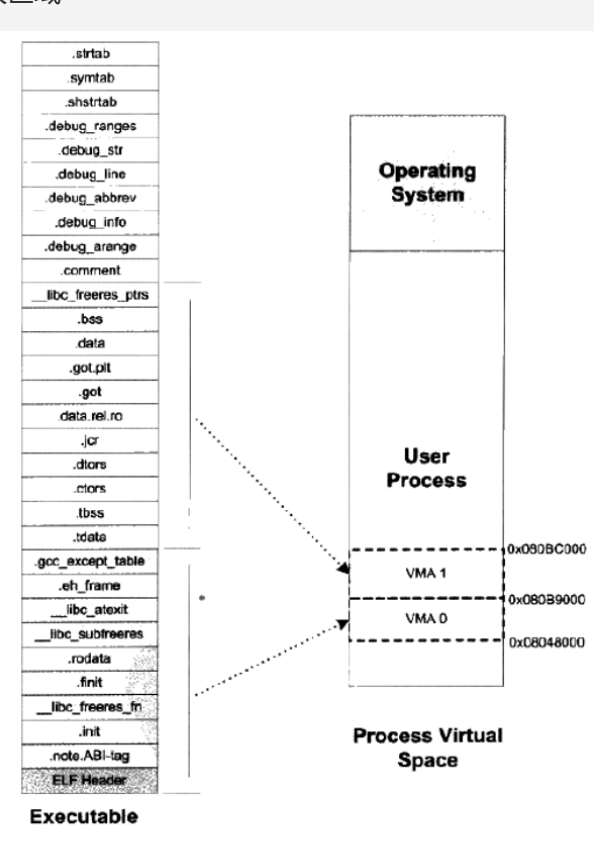 .strtab
.symtab
.shstrtab
.debug_ranges
.debug_str
.debug_line
.debug_abbrev
.debug_info
.debug_arange
.comment
__libc_freeres_ptrs
.bss
.data
.got.plt
.got
.data.rel.ro
.jcr
.dtors
.ctors
.tbss
.tdata
.gcc_except_table
.eh_frame
__libc_atexit
__libc_subfreeres
.rodata
.finit
__libc_freeres_fn
.init
.note.ABI-tag
ELF Header
Executable
Operating
System
User
Process
0x080BC000
VMA 1
0x080B9000
VMA 0
0x08048000
Process Virtual
Space